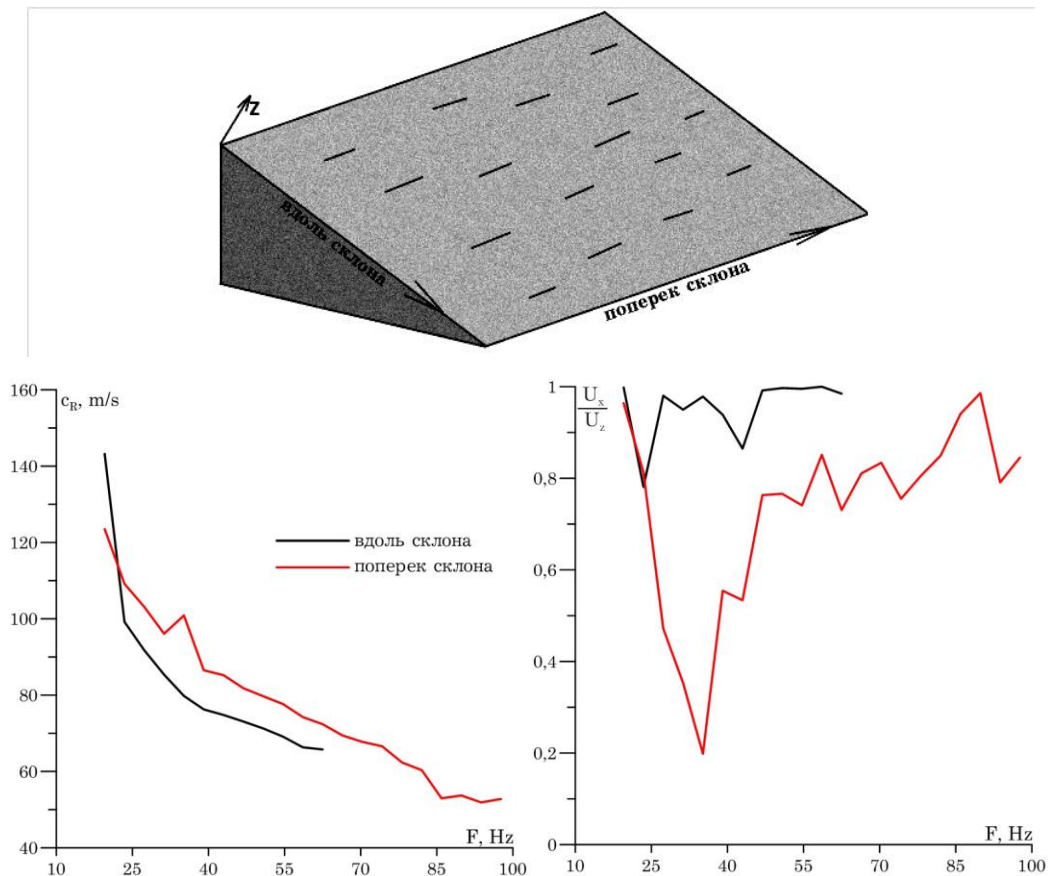 Z
вдоль склона
поперек склона
160
140
120
100
80
60
40
c_R, m/s
вдоль склона
поперек склона
F, Hz
10 25 40 55 70 85 100
1
0,8
0,6
0,4
0,2
0
U_x
U_z
F, Hz
10 25 40 55 70 85 100